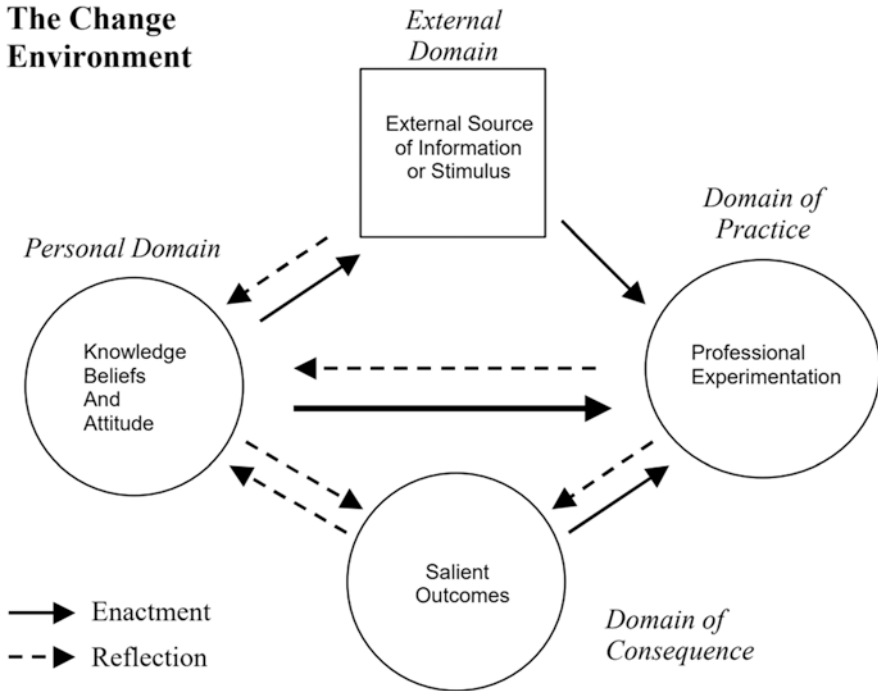 The Change
Environment
External
Domain
External Source
of Information
or Stimulus
Domain of
Practice
Personal Domain
Knowledge
Beliefs
And
Attitude
Professional
Experimentation
Salient
Outcomes
Enactment
Reflection
Domain of
Consequence